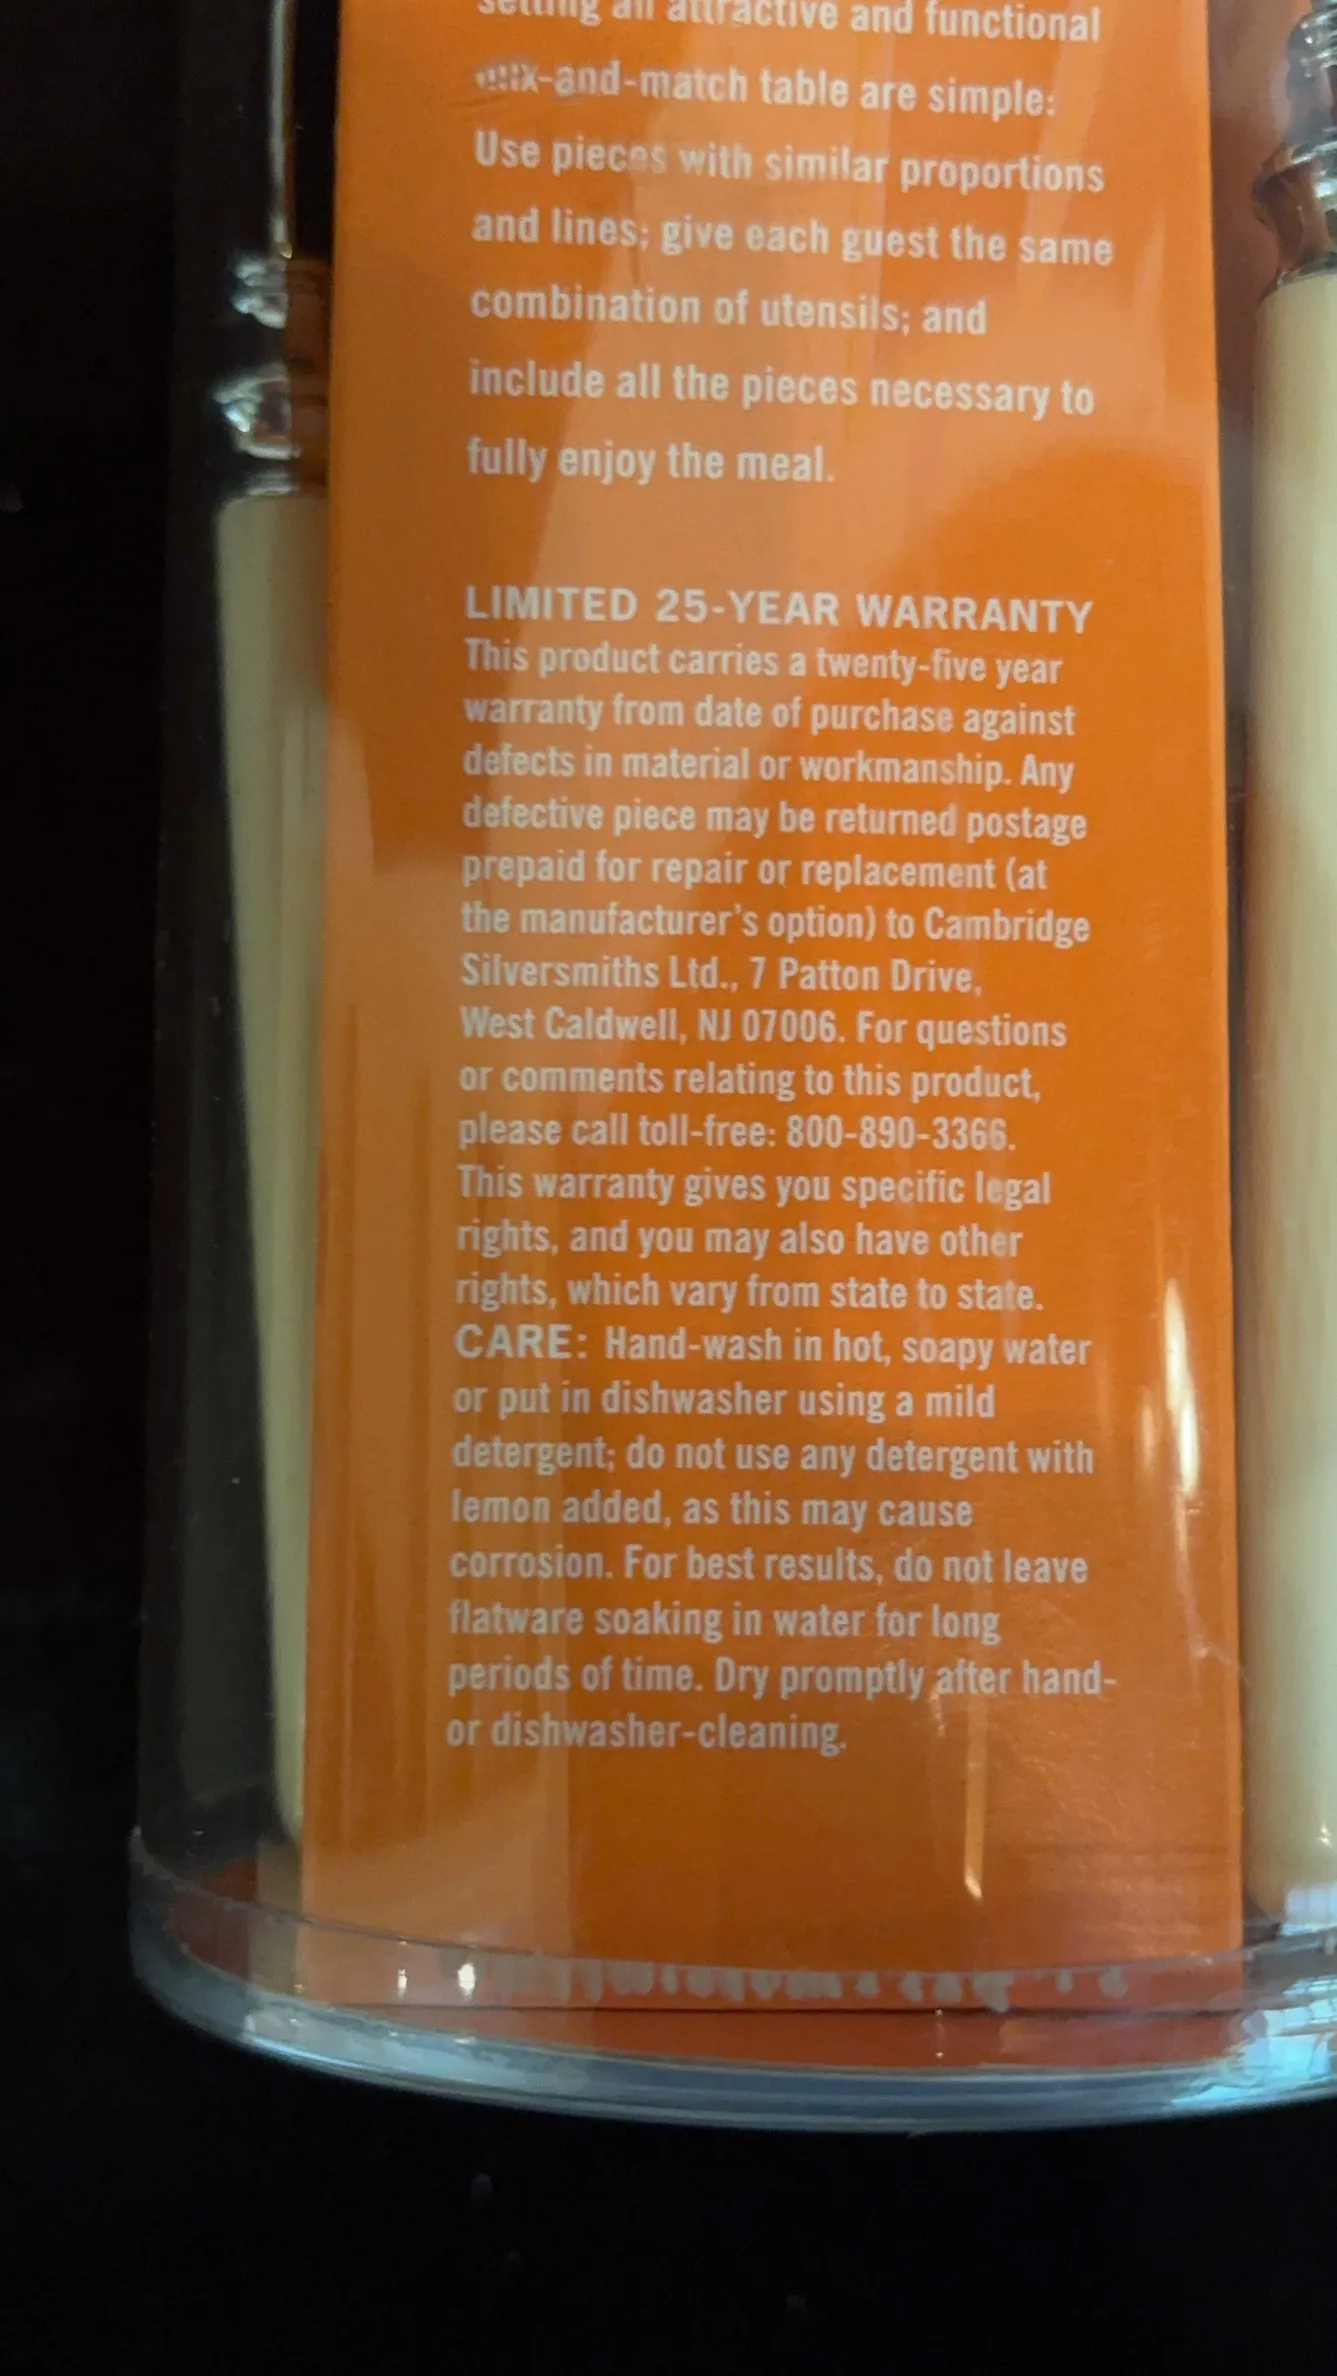 setting an attractive and functional
mix-and-match table are simple:
Use pieces with similar proportions
and lines; give each guest the same
combination of utensils; and
include all the pieces necessary to
fully enjoy the meal.
LIMITED 25-YEAR WARRANTY
This product carries a twenty-five year
warranty from date of purchase against
defects in material or workmanship. Any
defective piece may be returned postage
prepaid for repair or replacement (at
the manufacturer's option) to Cambridge
Silversmiths Ltd., 7 Patton Drive,
West Caldwell, NJ 07006. For questions
or comments relating to this product,
please call toll-free: 800-890-3366.
This warranty gives you specific legal
rights, and you may also have other
rights, which vary from state to state.
CARE: Hand-wash in hot, soapy water
or put in dishwasher using a mild
detergent; do not use any detergent with
lemon added, as this may cause
corrosion. For best results, do not leave
flatware soaking in water for long
periods of time. Dry promptly after hand-
or dishwasher-cleaning.